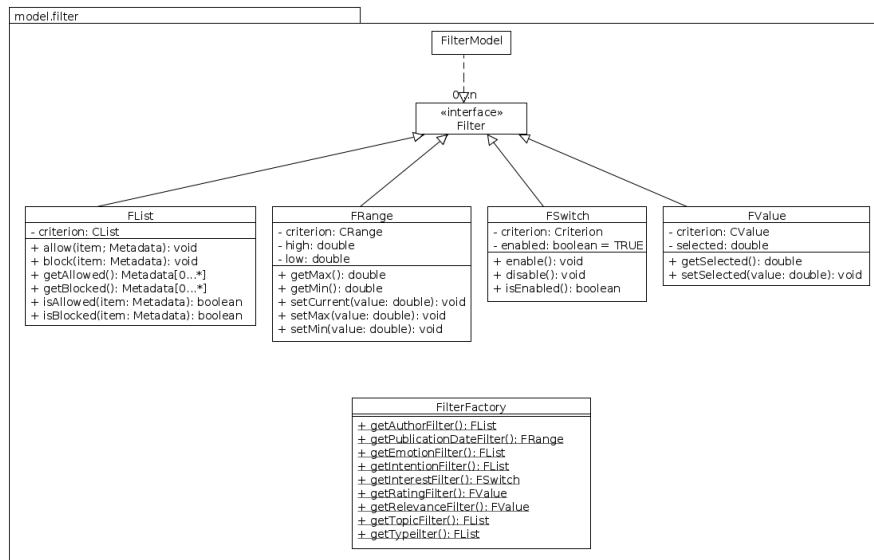 model.filter
FilterModel
0..n
«interface»
Filter
FList
- criterion: CList
+ allow(item; Metadata): void
+ block(item: Metadata): void
+ getAllowed(): Metadata[0...*]
+ getBlocked(): Metadata[0...*]
+ isAllowed(item: Metadata): boolean
+ isBlocked(item: Metadata): boolean
FRange
- criterion: CRange
- high: double
- low: double
+ getMax(): double
+ getMin(): double
+ setCurrent(value: double): void
+ setMax(value: double): void
+ setMin(value: double): void
FSwitch
- criterion: Criterion
- enabled: boolean = TRUE
+ enable(): void
+ disable(): void
+ isEnabled(): boolean
FValue
- criterion: CValue
- selected: double
+ getSelected(): double
+ setSelected(value: double): void
FilterFactory
+ getAuthorFilter(): FList
+ getPublicationDateFilter(): FRange
+ getEmotionFilter(): FList
+ getIntentionFilter(): FList
+ getInterestFilter(): FSwitch
+ getRatingFilter(): FValue
+ getRelevanceFilter(): FValue
+ getTopicFilter(): FList
+ getTypeilter(): FList